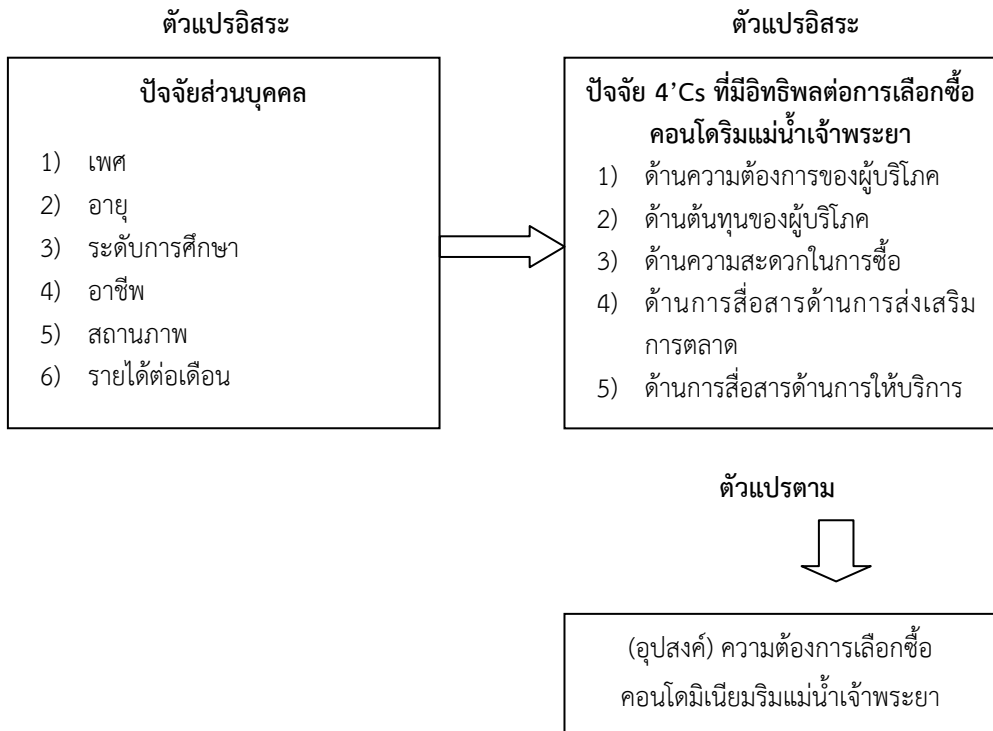 ตัวแปรอิสระ
ปัจจัยส่วนบุคคล
1) เพศ
2) อายุ
3) ระดับการศึกษา
4) อาชีพ
5) สถานภาพ
6) รายได้ต่อเดือน
ตัวแปรอิสระ
ปัจจัย 4’Cs ที่มีอิทธิพลต่อการเลือกซื้อ
คอนโดริมแม่น้ำเจ้าพระยา
1) ด้านความต้องการของผู้บริโภค
2) ด้านต้นทุนของผู้บริโภค
3) ด้านความสะดวกในการซื้อ
4) ด้านการสื่อสารด้านการส่งเสริม
การตลาด
5) ด้านการสื่อสารด้านการให้บริการ
ตัวแปรตาม
(อุปสงค์) ความต้องการเลือกซื้อ
คอนโดมิเนียมริมแม่น้ำเจ้าพระยา